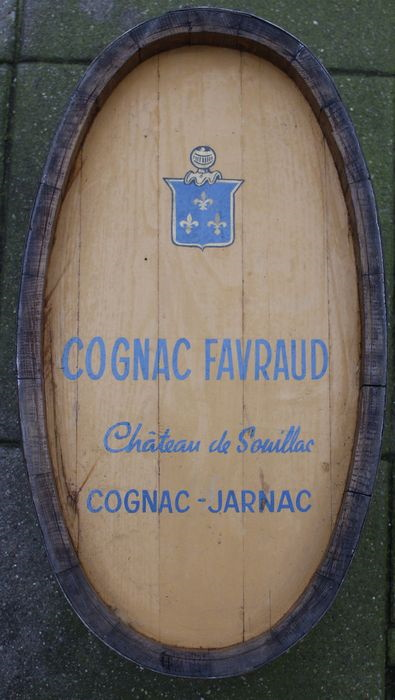 COGNAC FAVRAUD
Château de Souillac
COGNAC - JARNAC